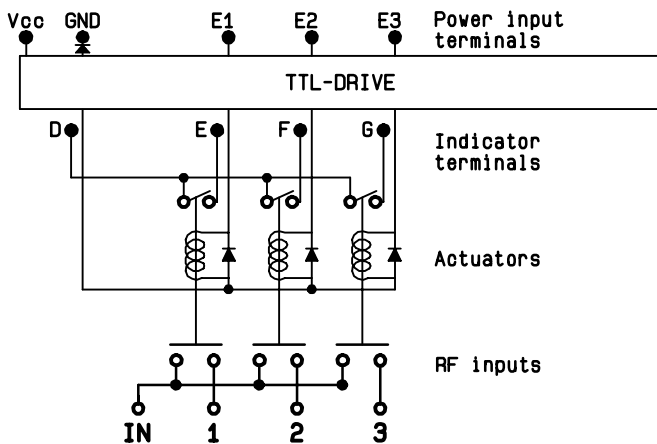 Vcc GND E1 E2 E3 Power input
terminals
TTL-DRIVE
D E F G Indicator
terminals
Actuators
RF inputs
IN 1 2 3